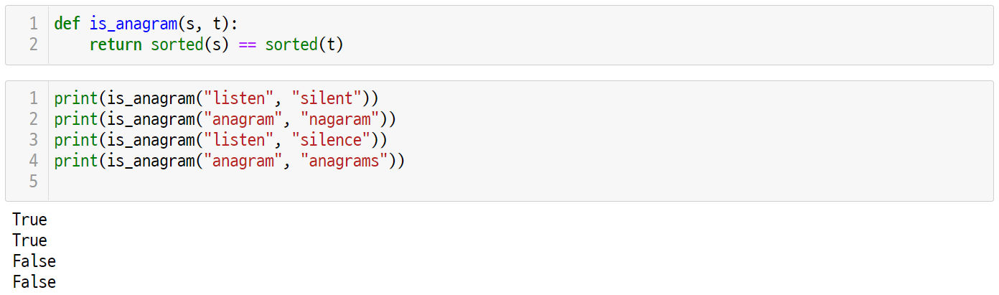 1 def is_anagram(s, t):
2     return sorted(s) == sorted(t)
1 print(is_anagram("listen", "silent"))
2 print(is_anagram("anagram", "nagaram"))
3 print(is_anagram("listen", "silence"))
4 print(is_anagram("anagram", "anagrams"))
5
True
True
False
False